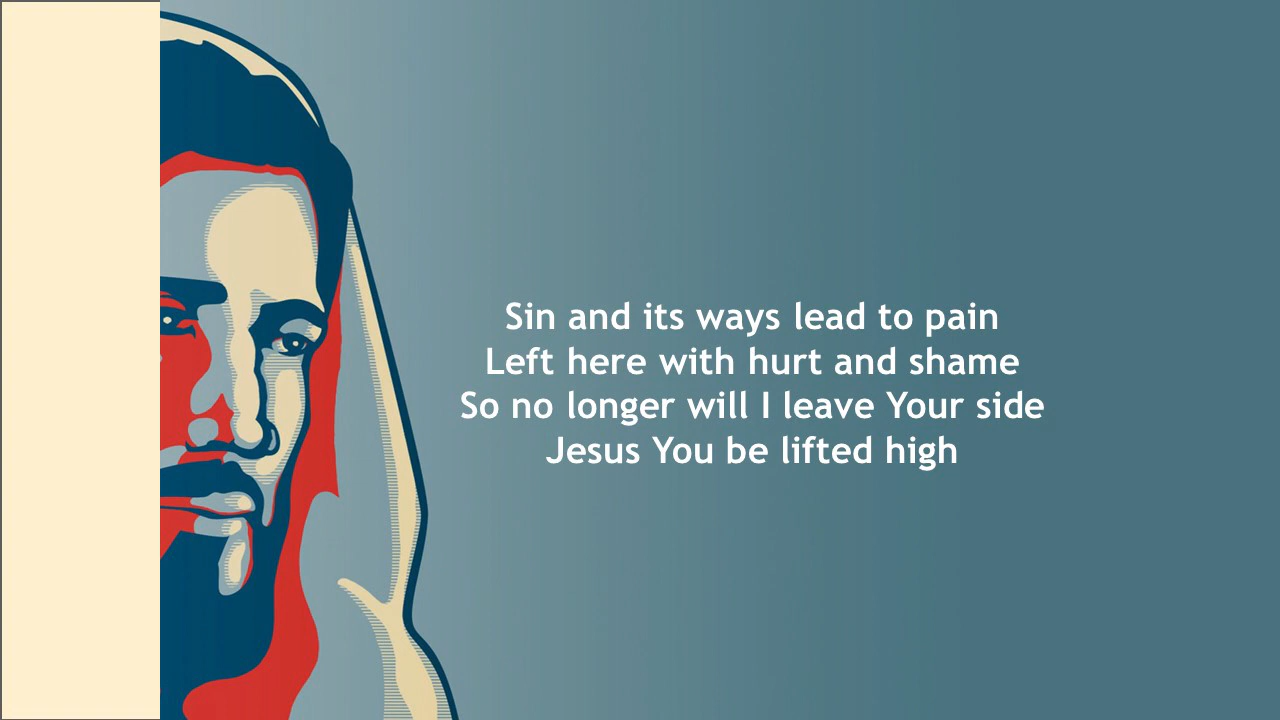 Sin and its ways lead to pain
Left here with hurt and shame
So no longer will I leave Your side
Jesus You be lifted high